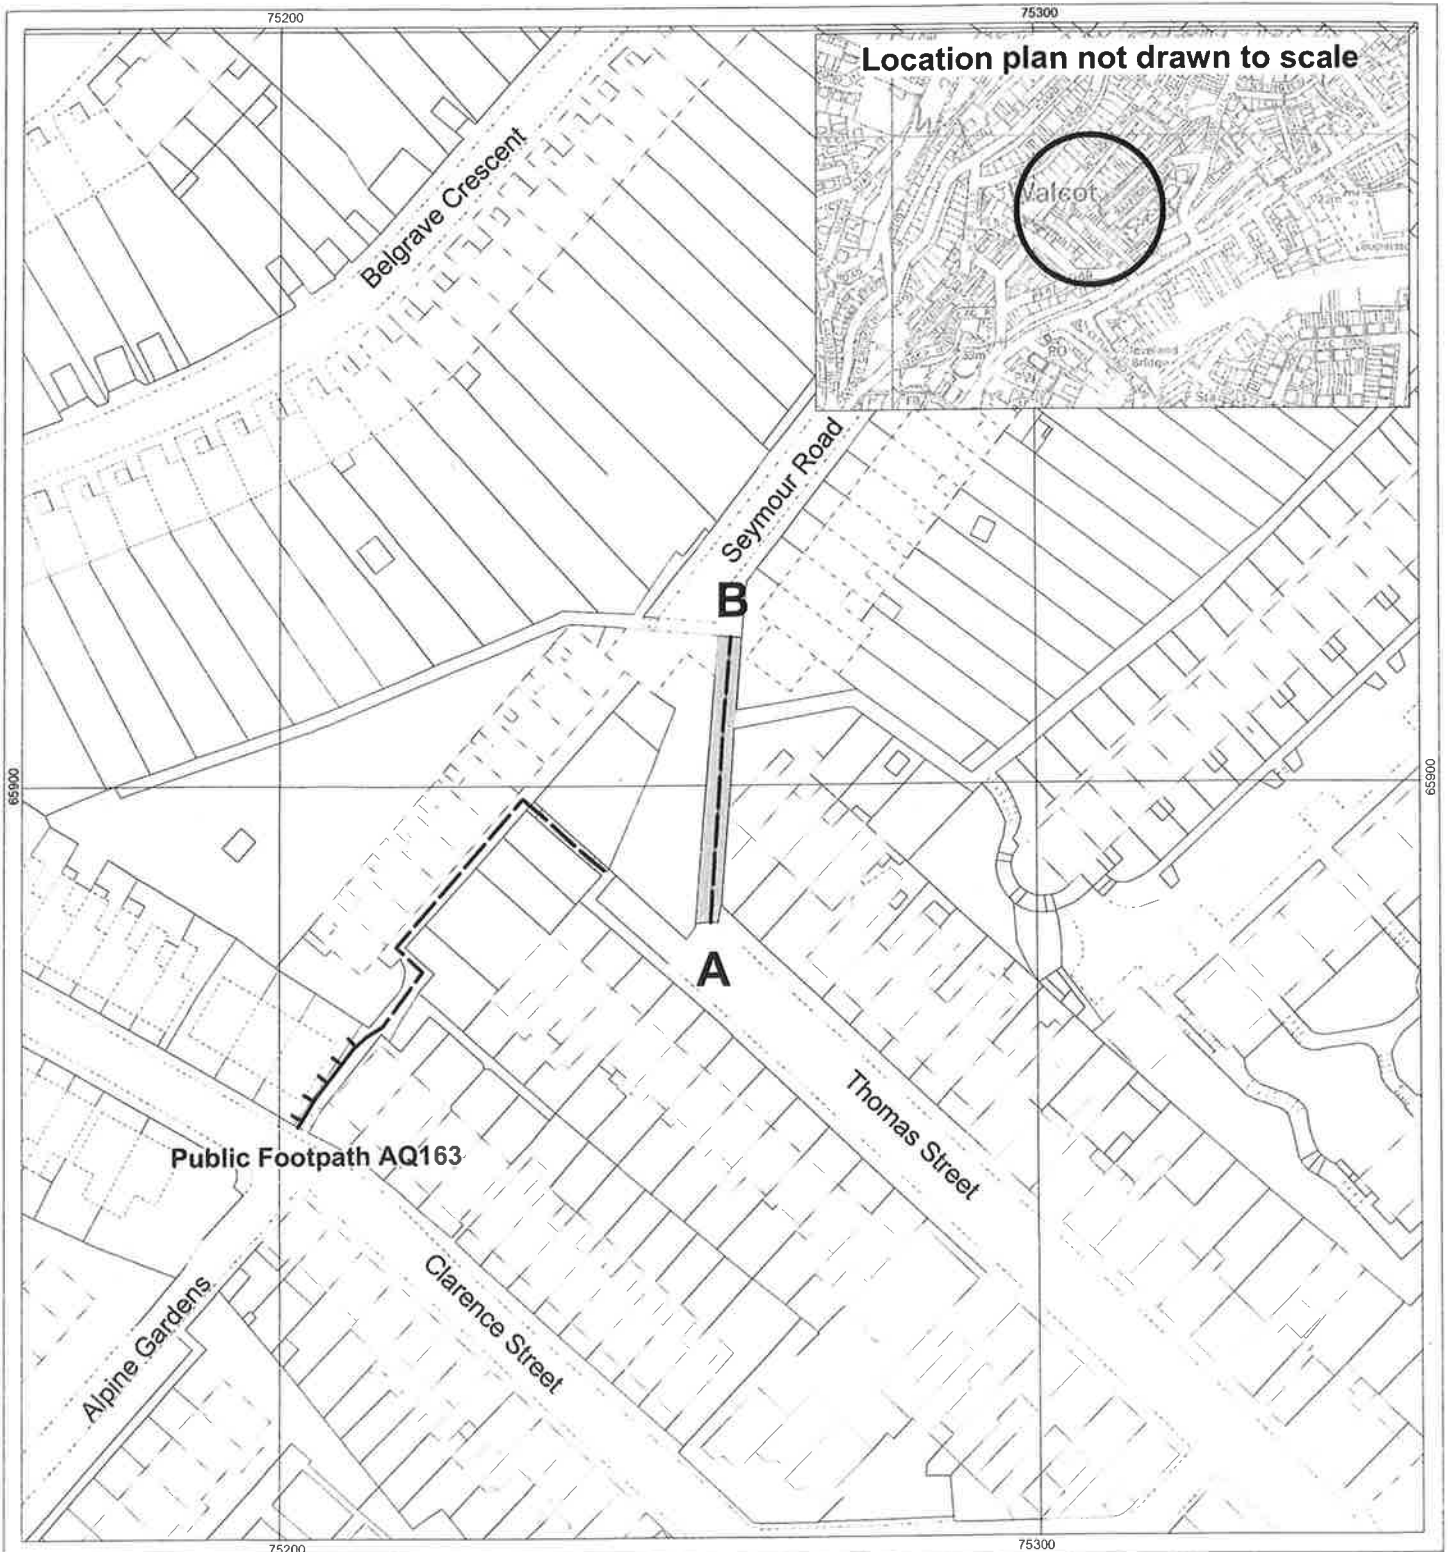 75200
75300
Location plan not drawn to scale
Walcot
Belgrave Crescent
Seymour Road
B
65900
65900
A
Thomas Street
Public Footpath AQ163
Clarence Street
Alpine Gardens
75200
75300